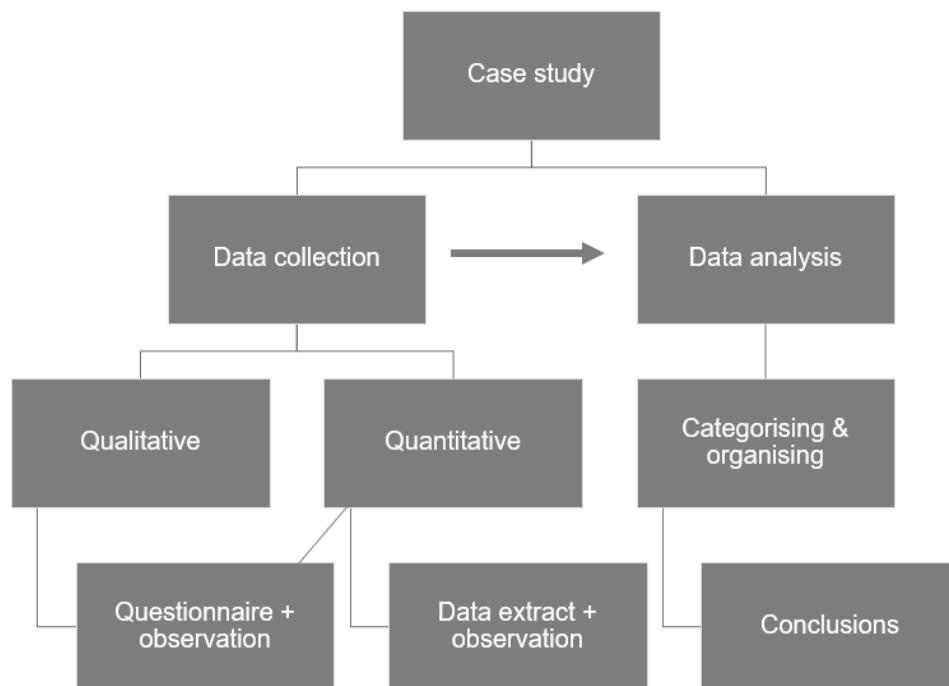 Case study
Data collection
Data analysis
Qualitative
Quantitative
Categorising &
organising
Questionnaire +
observation
Data extract +
observation
Conclusions